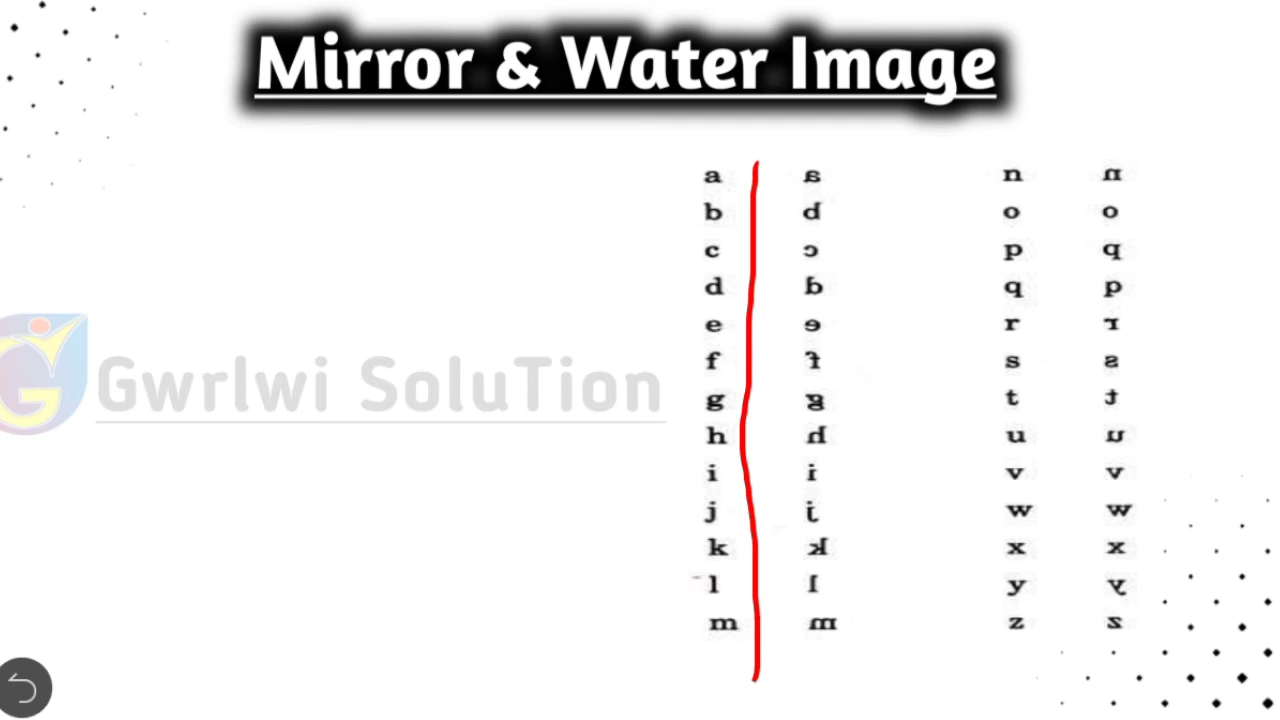 Mirror & Water Image
a ɐ n n
b d o o
c ɔ p q
d b q p
e ɘ r ɿ
f ʇ s ƨ
g g t t
h d u u
i i v v
j j w w
k k x x
l l y y
m m z z
Gwrlwi SoluTion